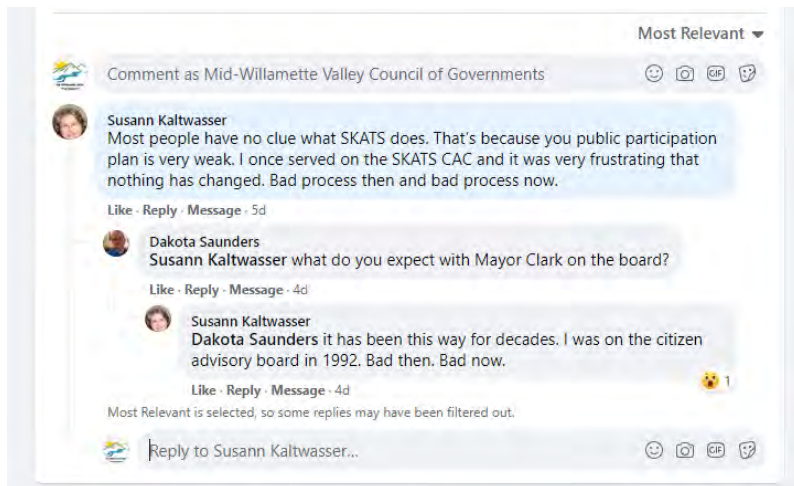 Most Relevant
Comment as Mid-Willamette Valley Council of Governments
GIF
Susann Kaltwasser
Most people have no clue what SKATS does. That's because you public participation
plan is very weak. I once served on the SKATS CAC and it was very frustrating that
nothing has changed. Bad process then and bad process now.
Like · Reply · Message · 5d
Dakota Saunders
Susann Kaltwasser what do you expect with Mayor Clark on the board?
Like · Reply · Message · 4d
Susann Kaltwasser
Dakota Saunders it has been this way for decades. I was on the citizen
advisory board in 1992. Bad then. Bad now.
1
Like · Reply · Message · 4d
Most Relevant is selected, so some replies may have been filtered out.
Reply to Susann Kaltwasser...
GIF